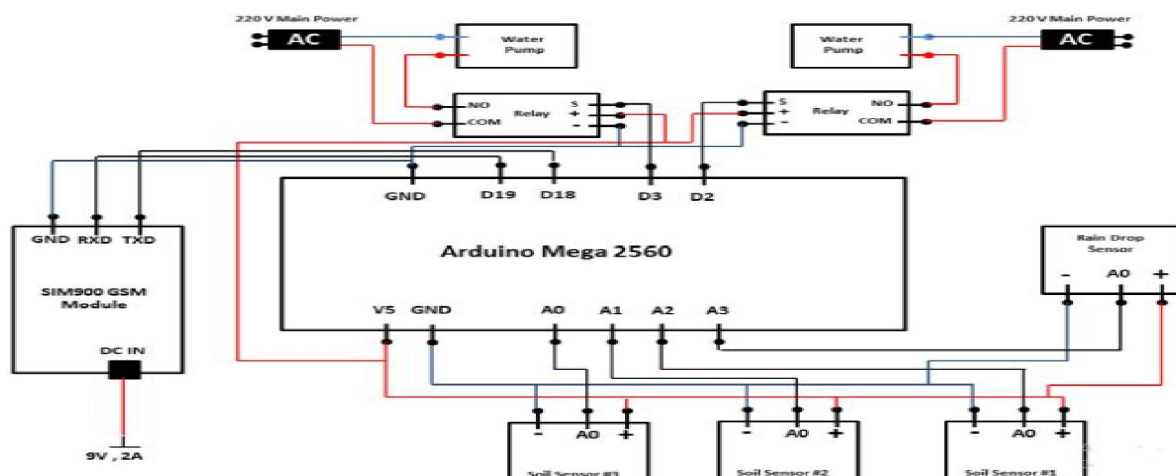 220 V Main Power
220 V Main Power
AC
Water
Pump
Water
Pump
AC
NO
COM
Relay
S
+
-
S
+
-
Relay
NO
COM
GND
D19
D18
D3
D2
GND
RXD
TXD
SIM900 GSM
Module
DC IN
9V , 2A
Arduino Mega 2560
V5
GND
A0
A1
A2
A3
Rain Drop
Sensor
-
A0
+
-
A0
+
Soil Sensor #3
-
A0
+
Soil Sensor #2
-
A0
+
Soil Sensor #1